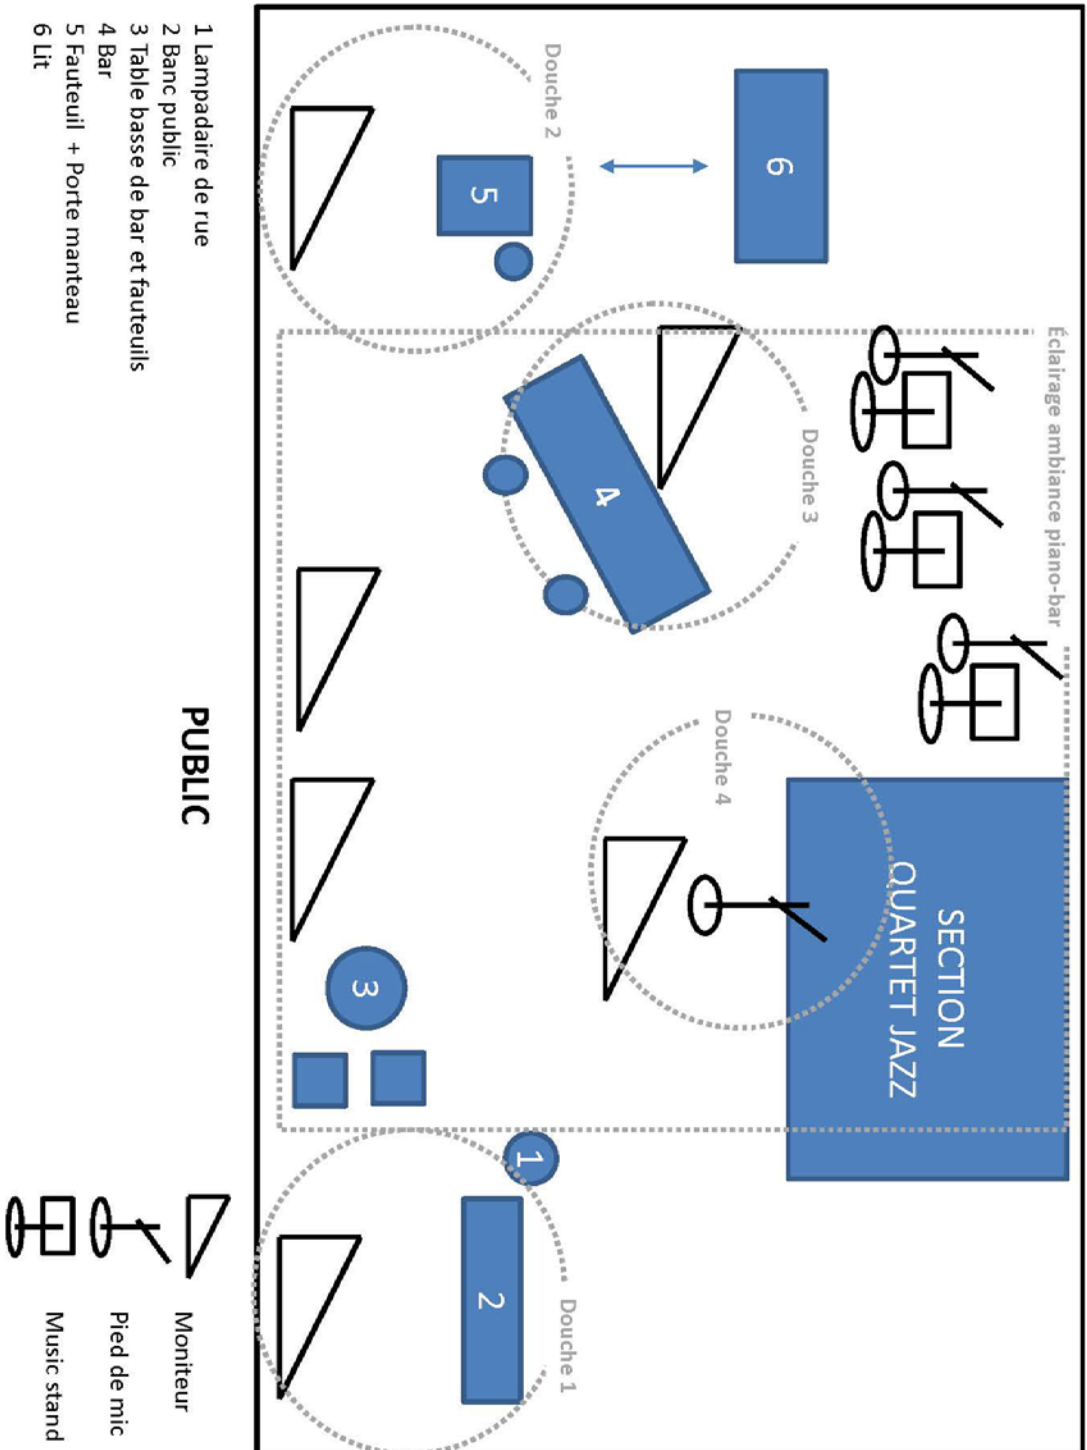 Éclairage ambiance piano-bar
SECTION
QUARTET JAZZ
6
Douche 3
Douche 4
Douche 2
5
4
1
2
Douche 1
3
PUBLIC
1 Lampadaire de rue
2 Banc public
3 Table basse de bar et fauteuils
4 Bar
5 Fauteuil + Porte manteau
6 Lit
Moniteur
Pied de mic
Music stand